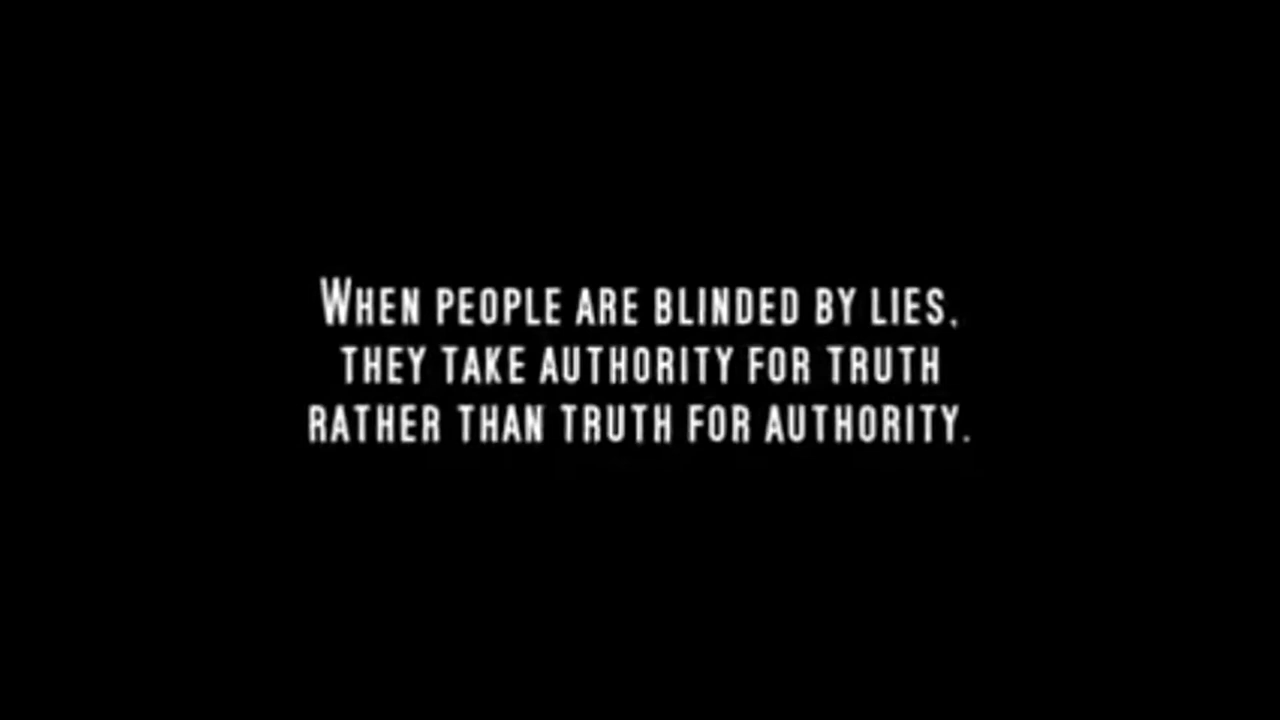 WHEN PEOPLE ARE BLINDED BY LIES,
THEY TAKE AUTHORITY FOR TRUTH
RATHER THAN TRUTH FOR AUTHORITY.